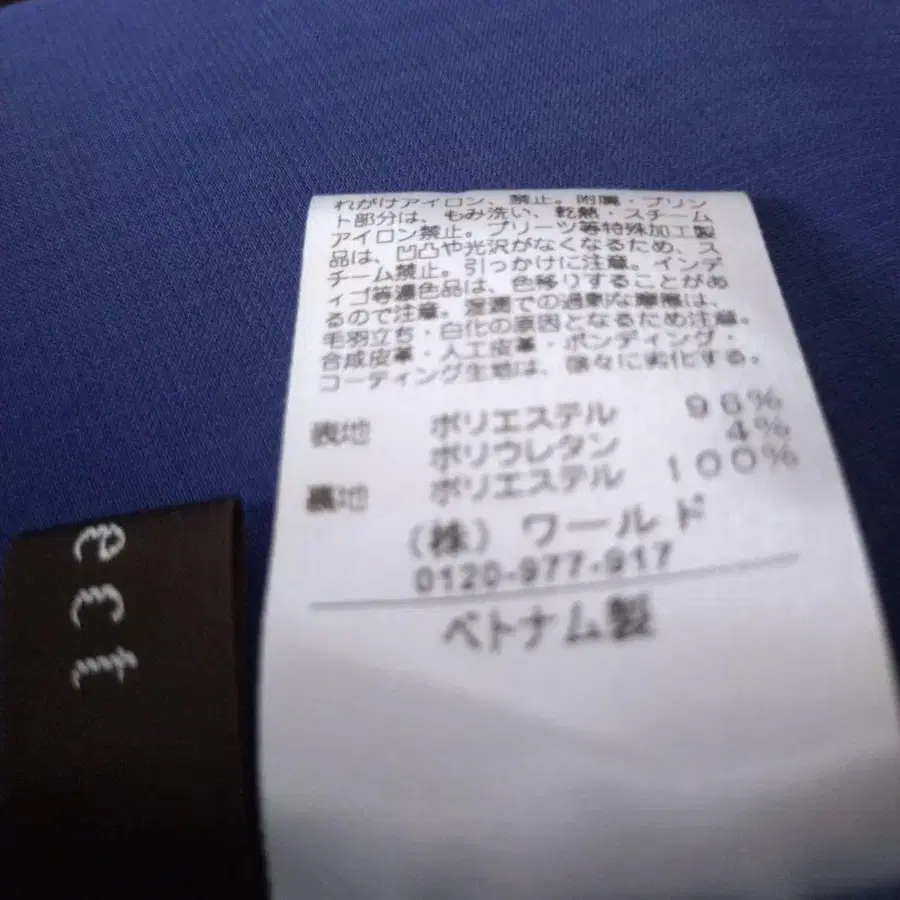 れがけアイロン、禁止。附属・プリン
ト部分は、もみ洗い、乾熱・スチーム
アイロン禁止。プリーツ等特殊加工製
品は、凹凸や光沢がなくなるため、ス
チーム禁止。引っかけに注意。インデ
ィゴ等濃色品は、色移りすることがあ
るので注意。湿潤での過剰な摩擦は、
毛羽立ち・白化の原因となるため注意。
合成皮革・人工皮革・ボンディング・
コーティング生地は、徐々に劣化する。
表地 ポリエステル 96%
ポリウレタン 4%
裏地 ポリエステル 100%
(株) ワールド
0120-977-917
ベトナム製